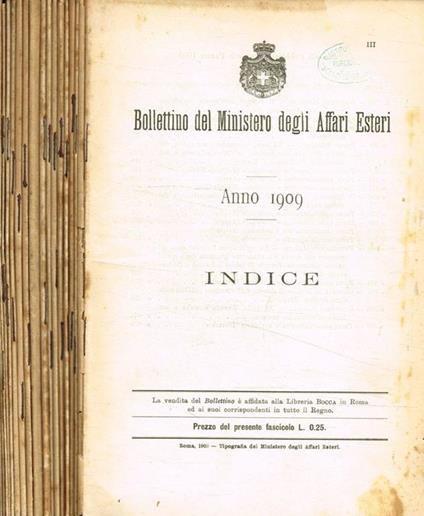 III
Bollettino del Ministero degli Affari Esteri
Anno 1909
INDICE
La vendita del Bollettino è affidata alla Libreria BOCCA in Roma
ed ai suoi corrispondenti in tutto il Regno.
Prezzo del presente fascicolo L. 0.25.
Roma, — Tipografia del Ministero degli Affari Esteri.